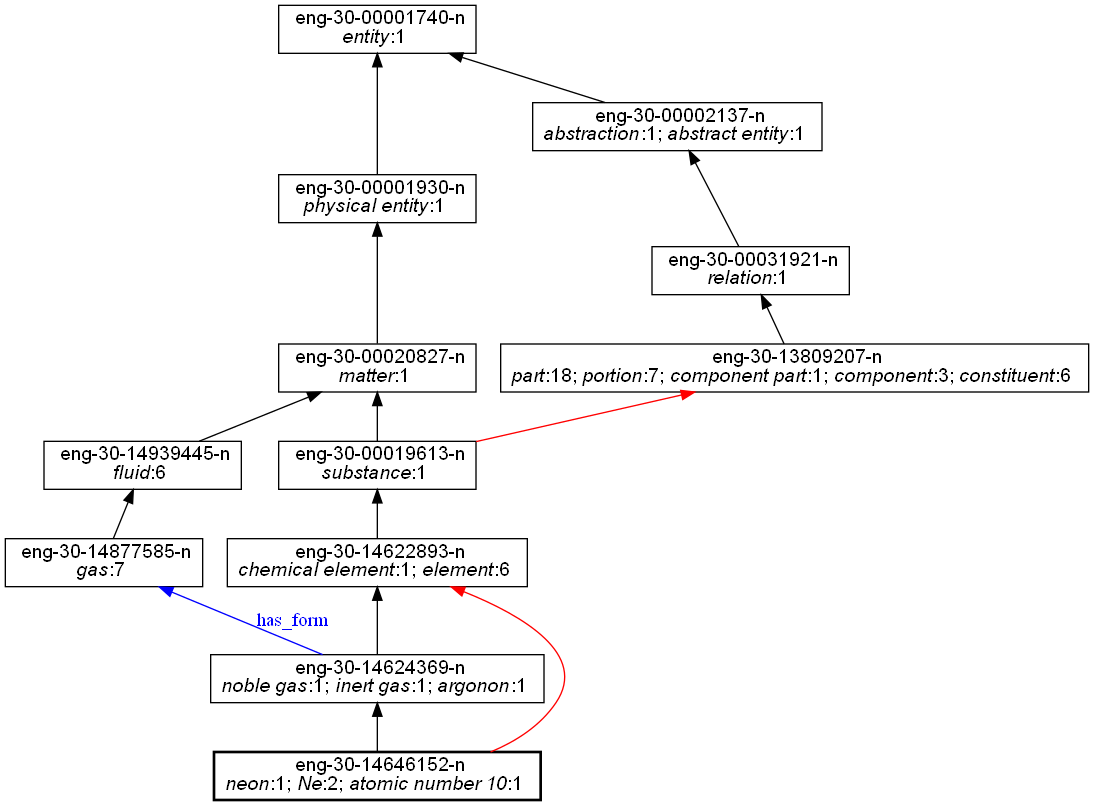 eng-30-00001740-n
entity:1
eng-30-00002137-n
abstraction:1; abstract entity:1
eng-30-00001930-n
physical entity:1
eng-30-00031921-n
relation:1
eng-30-00020827-n
matter:1
eng-30-13809207-n
part:18; portion:7; component part:1; component:3; constituent:6
eng-30-14939445-n
fluid:6
eng-30-00019613-n
substance:1
eng-30-14877585-n
gas:7
eng-30-14622893-n
chemical element:1; element:6
has_form
eng-30-14624369-n
noble gas:1; inert gas:1; argonon:1
eng-30-14646152-n
neon:1; Ne:2; atomic number 10:1